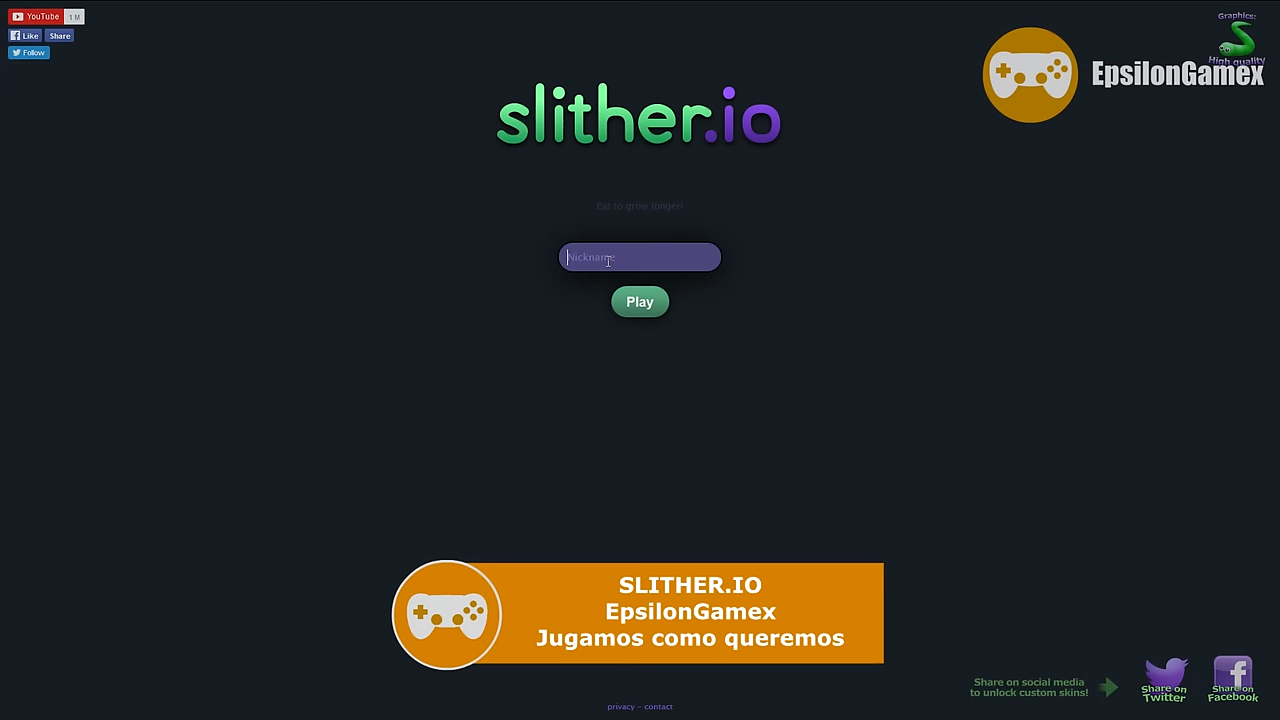 YouTube 1 M
Like Share
Follow
Graphics:
High quality
EpsilonGamex
slither.io
Eat to grow longer!
Nickname
Play
SLITHER.IO
EpsilonGamex
Jugamos como queremos
Share on social media
to unlock custom skins!
Share on
Twitter
Share on
Facebook
privacy - contact